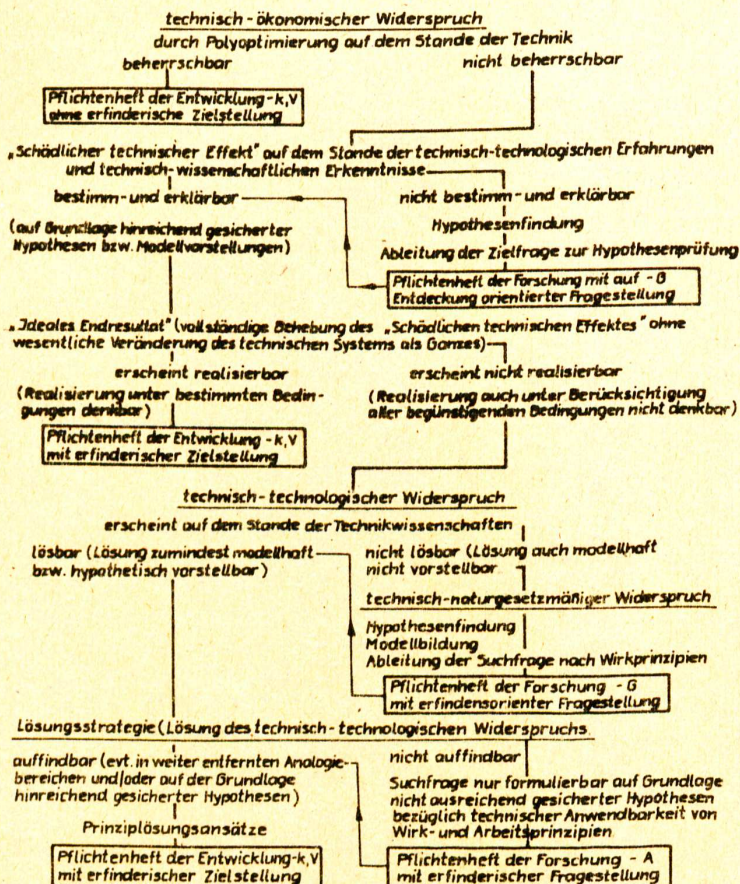 technisch-ökonomischer Widerspruch
durch Polyoptimierung auf dem Stande der Technik
beherrschbar
nicht beherrschbar
Pflichtenheft der Entwicklung-k,V
ohne erfinderische Zielstellung
„Schädlicher technischer Effekt" auf dem Stande der technisch-technologischen Erfahrungen
und technisch-wissenschaftlichen Erkenntnisse
bestimm-und erklärbar
nicht bestimm-und erklärbar
(auf Grundlage hinreichend gesicherter
Hypothesen bzw. Modellvorstellungen)
Hypothesenfindung
Ableitung der Zielfrage zur Hypothesenprüfung
Pflichtenheft der Forschung mit auf - G
Entdeckung orientierter Fragestellung
„Ideales Endresultat" (vollständige Behebung des „Schädlichen technischen Effektes" ohne
wesentliche Veränderung des technischen Systems als Ganzes)
erscheint realisierbar
erscheint nicht realisierbar
(Realisierung unter bestimmten Bedin-
gungen denkbar)
(Realisierung auch unter Berücksichtigung
aller begünstigenden Bedingungen nicht denkbar)
Pflichtenheft der Entwicklung-k,V
mit erfinderischer Zielstellung
technisch-technologischer Widerspruch
erscheint auf dem Stande der Technikwissenschaften
lösbar (Lösung zumindest modellhaft
bzw. hypothetisch vorstellbar)
nicht lösbar (Lösung auch modellhaft
nicht vorstellbar
technisch-naturgesetzmäßiger Widerspruch
Hypothesenfindung
Modellbildung
Ableitung der Suchfrage nach Wirkprinzipien
Pflichtenheft der Forschung - G
mit erfindensorienter Fragestellung
Lösungsstrategie (Lösung des technisch-technologischen Widerspruchs
auffindbar (evt. in weiter entfernten Analogie-
bereichen und/oder auf der Grundlage
hinreichend gesicherter Hypothesen)
nicht auffindbar
Suchfrage nur formulierbar auf Grundlage
nicht ausreichend gesicherter Hypothesen
bezüglich technischer Anwendbarkeit von
Wirk- und Arbeitsprinzipien
Prinziplösungsansätze
Pflichtenheft der Entwicklung-k,V
mit erfinderischer Zielstellung
Pflichtenheft der Forschung - A
mit erfinderischer Fragestellung